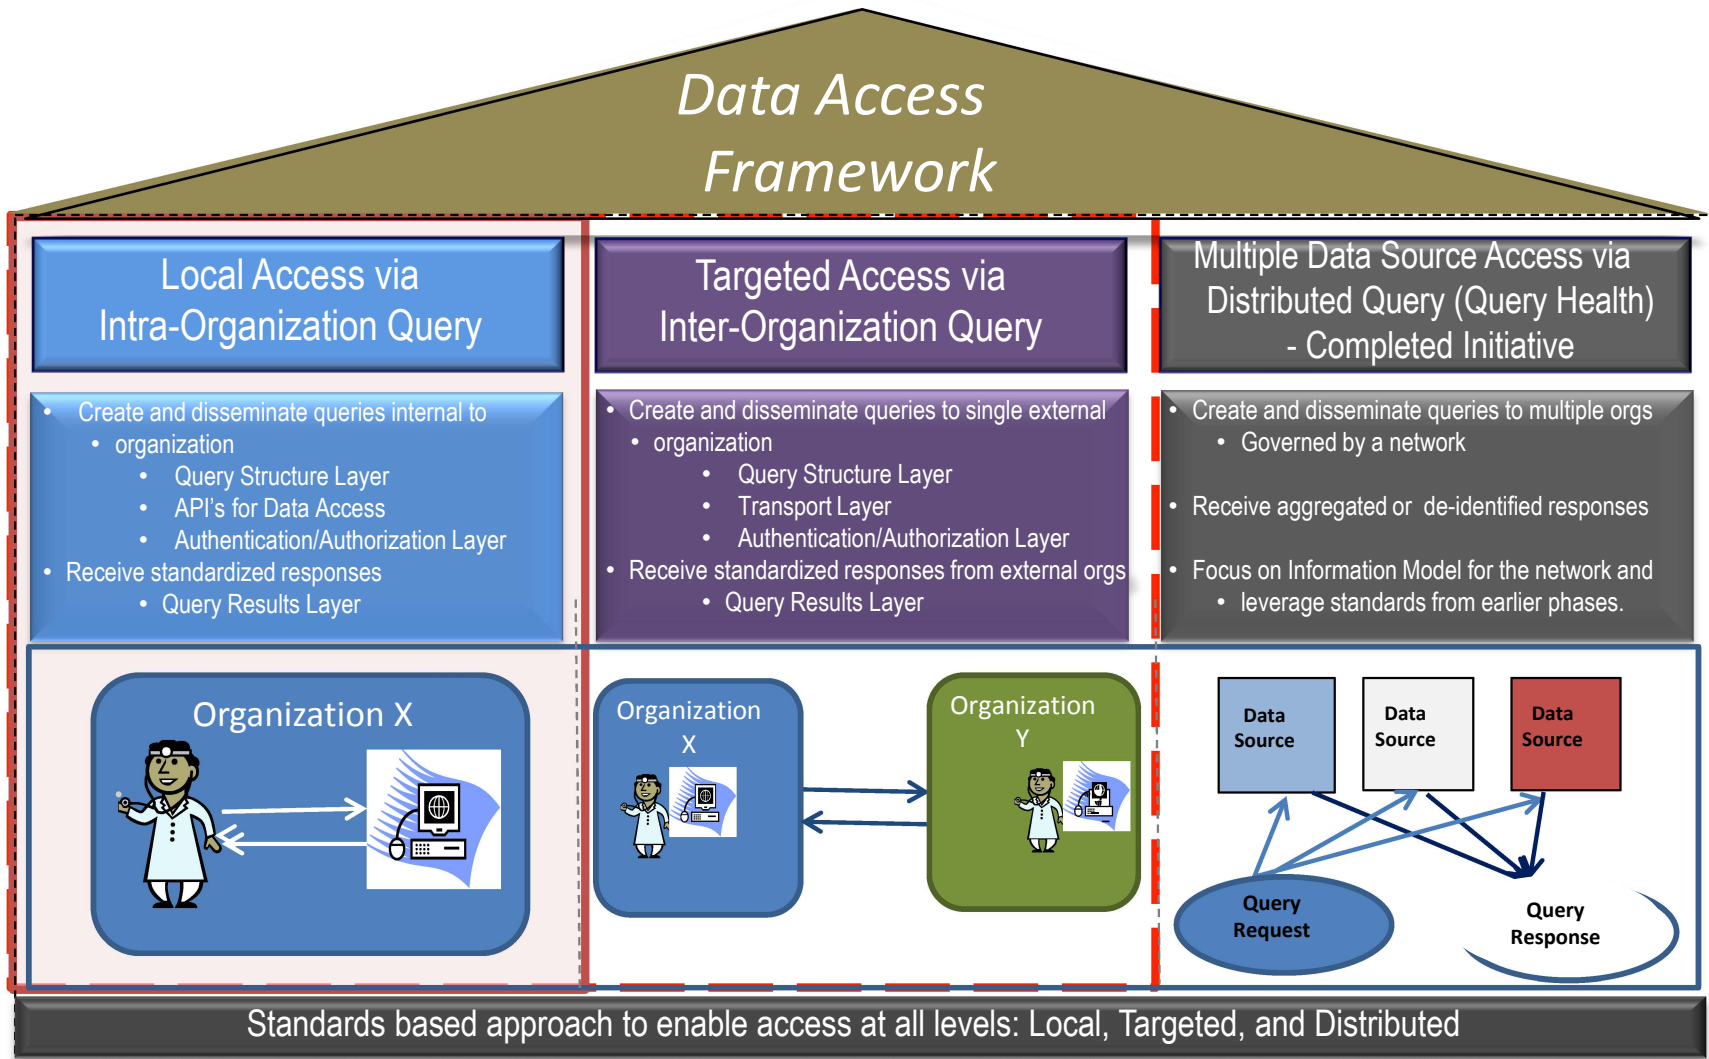 Data Access
Framework
Local Access via
Intra-Organization Query
• Create and disseminate queries internal to
• organization
• Query Structure Layer
• API's for Data Access
• Authentication/Authorization Layer
• Receive standardized responses
• Query Results Layer
Targeted Access via
Inter-Organization Query
• Create and disseminate queries to single external
• organization
• Query Structure Layer
• Transport Layer
• Authentication/Authorization Layer
• Receive standardized responses from external orgs
• Query Results Layer
Multiple Data Source Access via
Distributed Query (Query Health)
- Completed Initiative
• Create and disseminate queries to multiple orgs
• Governed by a network
• Receive aggregated or de-identified responses
• Focus on Information Model for the network and
• leverage standards from earlier phases.
Organization X
Organization
X
Organization
Y
Data
Source
Data
Source
Data
Source
Query
Request
Query
Response
Standards based approach to enable access at all levels: Local, Targeted, and Distributed